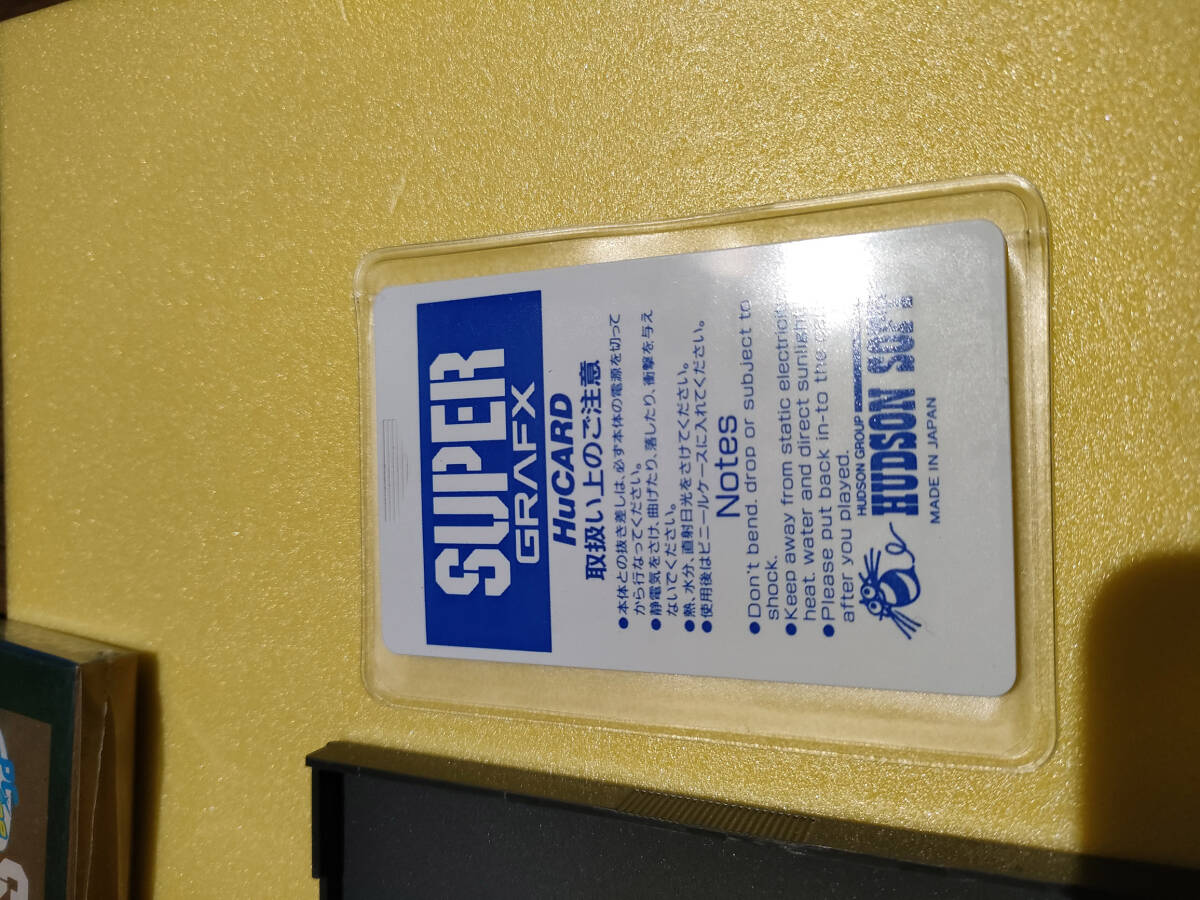 SUPER
GRAFX
HuCARD
取扱い上のご注意
●本体との抜き差しは、必ず本体の電源を切って
から行なってください。
●静電気をさけ、曲げたり、落したり、衝撃を与え
ないでください。
●熱、水分、直射日光をさけてください。
●使用後はビニールケースに入れてください。
Notes
●Don't bend. drop or subject to
shock.
●Keep away from static electricity,
heat. water and direct sunlight.
●Please put back in-to the
after you played.
HUDSON GROUP
HUDSON SOFT
MADE IN JAPAN